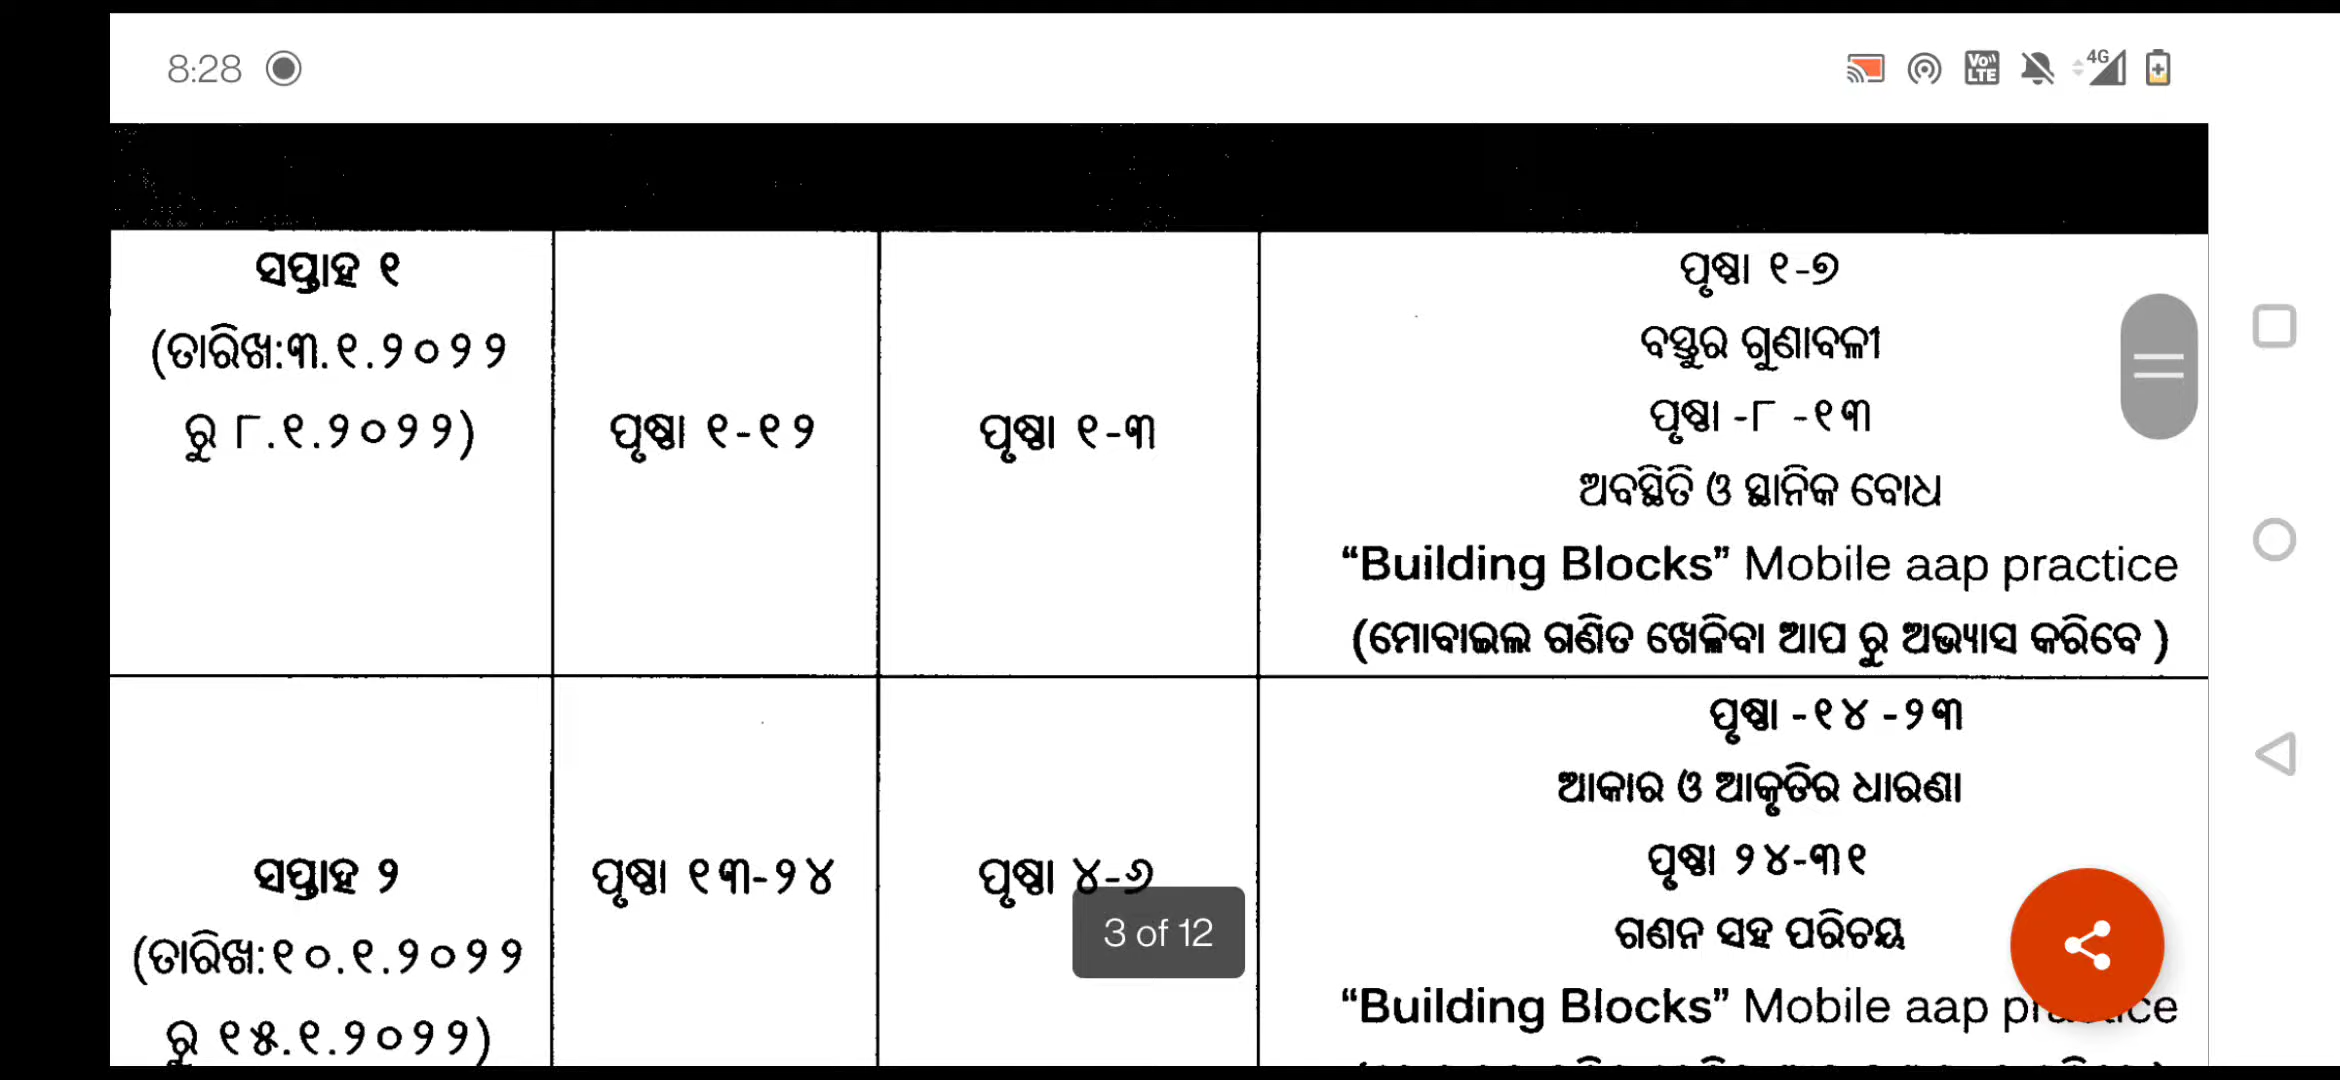 8:28
Vo)) LTE
4G
ସପ୍ତାହ ୧
(ତାରିଖ:୩.୧.୨୦୨୨
ରୁ ୮.୧.୨୦୨୨)
ପୃଷ୍ଠା ୧-୧୨
ପୃଷ୍ଠା ୧-୩
ପୃଷ୍ଠା ୧-୭
ବସ୍ତୁର ଗୁଣାବଳୀ
ପୃଷ୍ଠା -୮ -୧୩
ଅବସ୍ଥିତି ଓ ସ୍ଥାନିକ ବୋଧ
“Building Blocks” Mobile aap practice
(ମୋବାଇଲ ଗଣିତ ଖେଳିବା ଆପ ରୁ ଅଭ୍ୟାସ କରିବେ )
ସପ୍ତାହ ୨
(ତାରିଖ:୧୦.୧.୨୦୨୨
ରୁ ୧୫.୧.୨୦୨୨)
ପୃଷ୍ଠା ୧୩-୨୪
ପୃଷ୍ଠା ୪-୬
3 of 12
ପୃଷ୍ଠା -୧୪ -୨୩
ଆକାର ଓ ଆକୃତିର ଧାରଣା
ପୃଷ୍ଠା ୨୪-୩୧
ଗଣନ ସହ ପରିଚୟ
“Building Blocks” Mobile aap